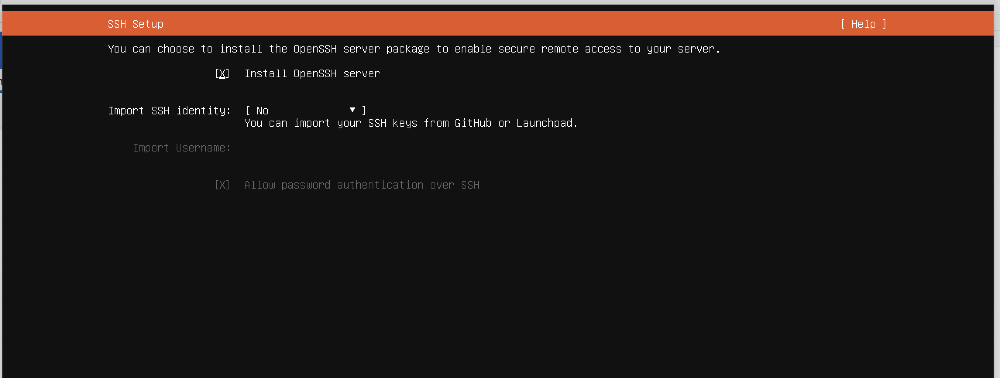 SSH Setup [ Help ]
You can choose to install the OpenSSH server package to enable secure remote access to your server.
[X] Install OpenSSH server
Import SSH identity: [ No ▼ ]
You can import your SSH keys from GitHub or Launchpad.
Import Username:
[X] Allow password authentication over SSH